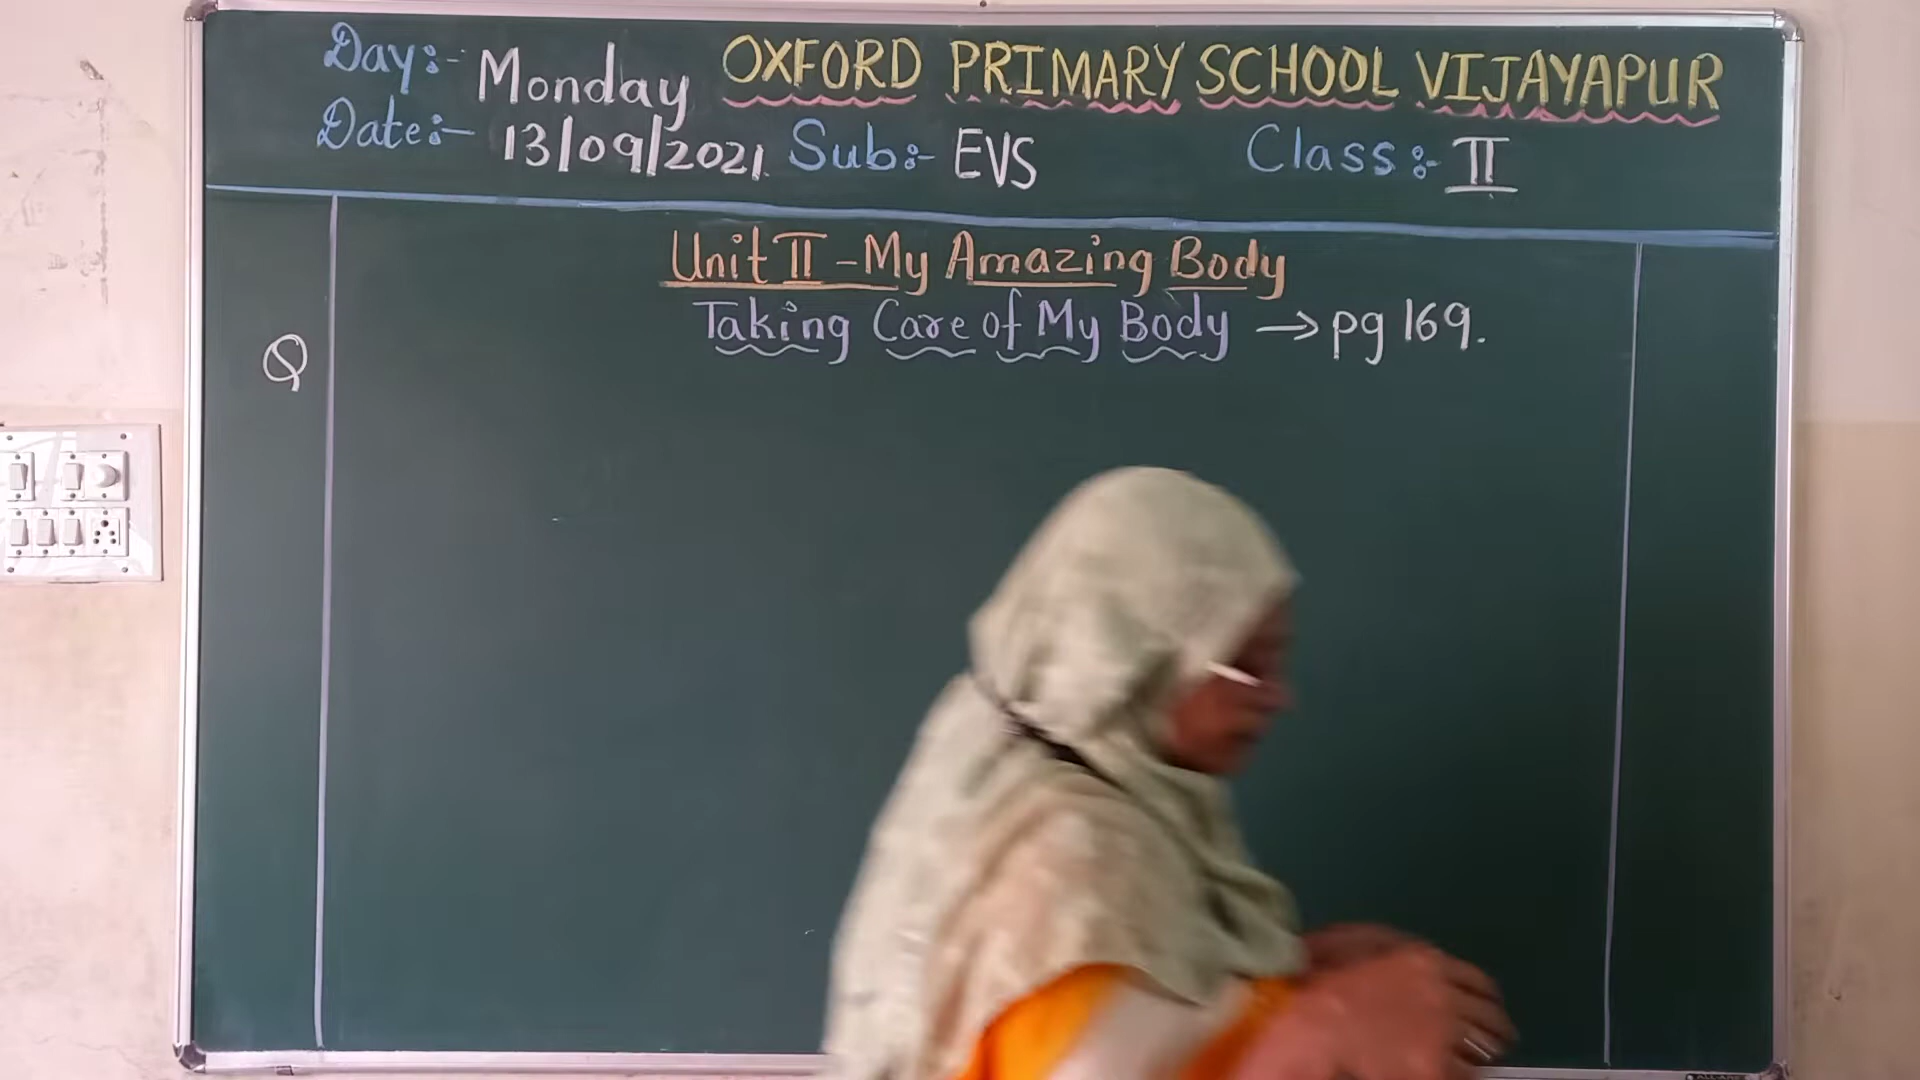 Day:- Monday OXFORD PRIMARY SCHOOL VIJAYAPUR
Date:- 13/09/2021. Sub:- EVS Class:- II
Unit II - My Amazing Body
Taking Care of My Body → pg 169.
Q